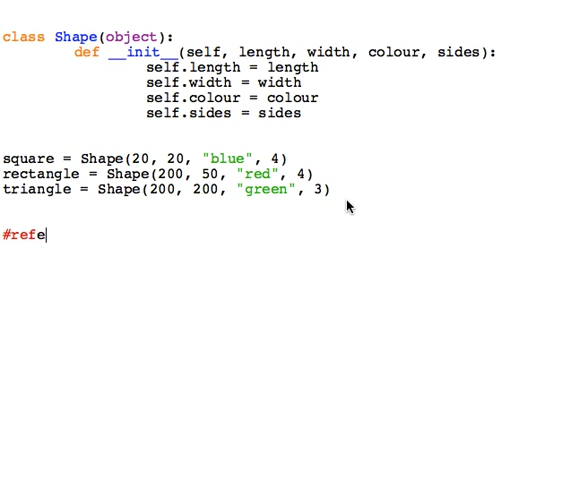 class Shape(object):
def __init__(self, length, width, colour, sides):
self.length = length
self.width = width
self.colour = colour
self.sides = sides
square = Shape(20, 20, "blue", 4)
rectangle = Shape(200, 50, "red", 4)
triangle = Shape(200, 200, "green", 3)
#refe